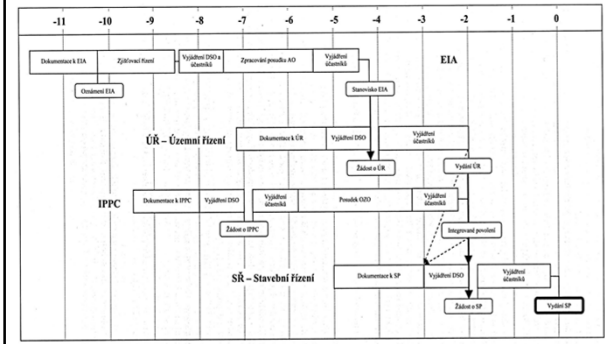 -11 -10 -9 -8 -7 -6 -5 -4 -3 -2 -1 0
Dokumentace k EIA
Zjišťovací řízení
Vyjádření DSO a
účastníků
Zpracování posudku AO
Vyjádření
účastníků
EIA
Oznámení EIA
Stanovisko EIA
ÚŘ – Územní řízení
Dokumentace k ÚR
Vyjádření DSO
Vyjádření
účastníků
Žádost o ÚR
Vydání ÚR
IPPC
Dokumentace k IPPC
Vyjádření DSO
Vyjádření
účastníků
Posudek OZO
Vyjádření
účastníků
Žádost o IPPC
Integrované povolení
SŘ – Stavební řízení
Dokumentace k SP
Vyjádření DSO
Vyjádření
účastníků
Žádost o SP
Vydání SP